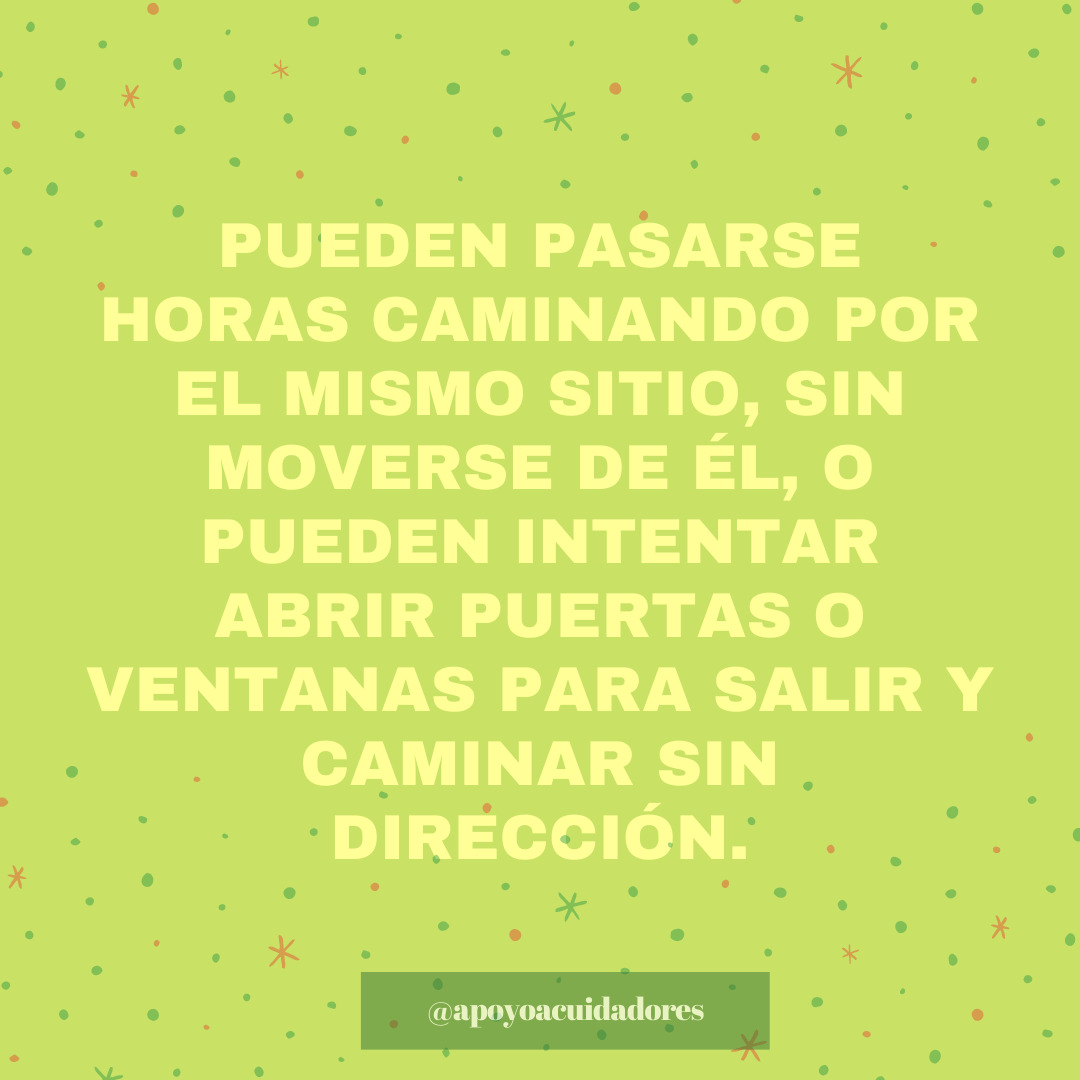 PUEDEN PASARSE
HORAS CAMINANDO POR
EL MISMO SITIO, SIN
MOVERSE DE ÉL, O
PUEDEN INTENTAR
ABRIR PUERTAS O
VENTANAS PARA SALIR Y
CAMINAR SIN
DIRECCIÓN.
@apoyoacuidadores